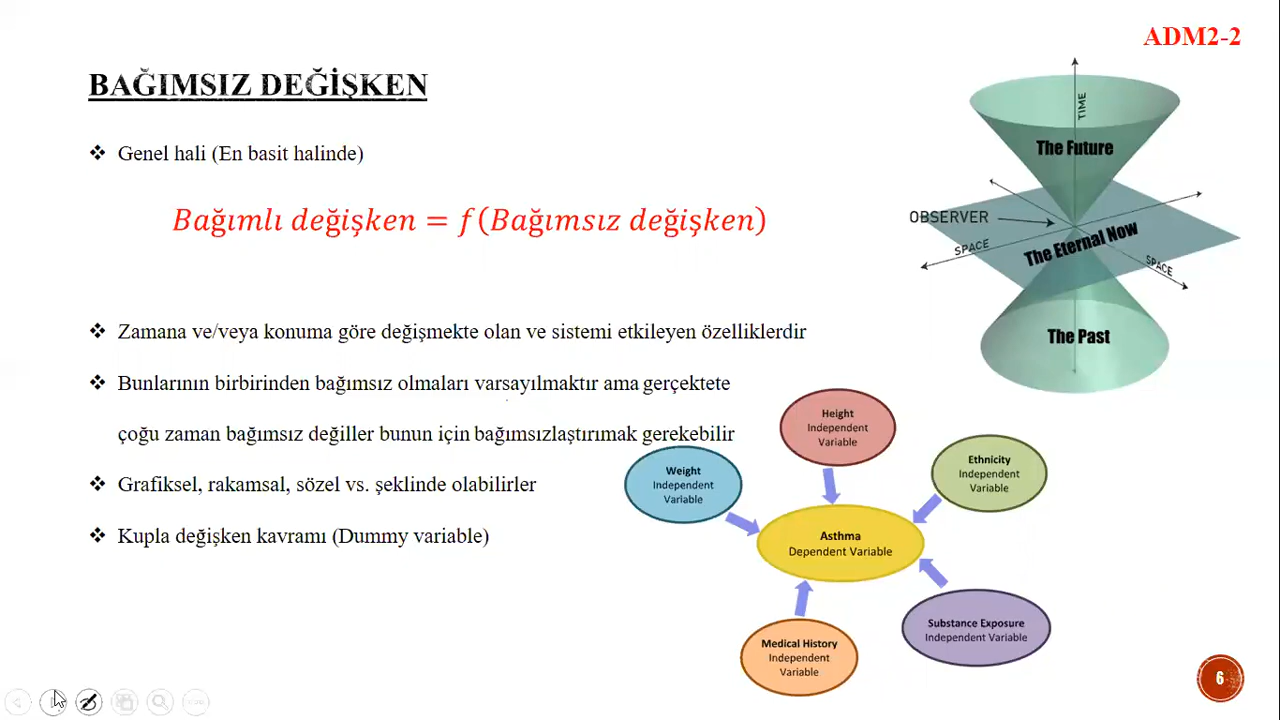 ADM2-2
BAĞIMSIZ DEĞİŞKEN
❖ Genel hali (En basit halinde)
Bağımlı değişken = f(Bağımsız değişken)
❖ Zamana ve/veya konuma göre değişmekte olan ve sistemi etkileyen özelliklerdir
❖ Bunlarının birbirinden bağımsız olmaları varsayılmaktır ama gerçektete
çoğu zaman bağımsız değiller bunun için bağımsızlaştırımak gerekebilir
❖ Grafiksel, rakamsal, sözel vs. şeklinde olabilirler
❖ Kupla değişken kavramı (Dummy variable)
TIME
The Future
OBSERVER
SPACE
The Eternal Now
SPACE
The Past
Height
Independent
Variable
Weight
Independent
Variable
Ethnicity
Independent
Variable
Asthma
Dependent Variable
Substance Exposure
Independent Variable
Medical History
Independent
Variable
6